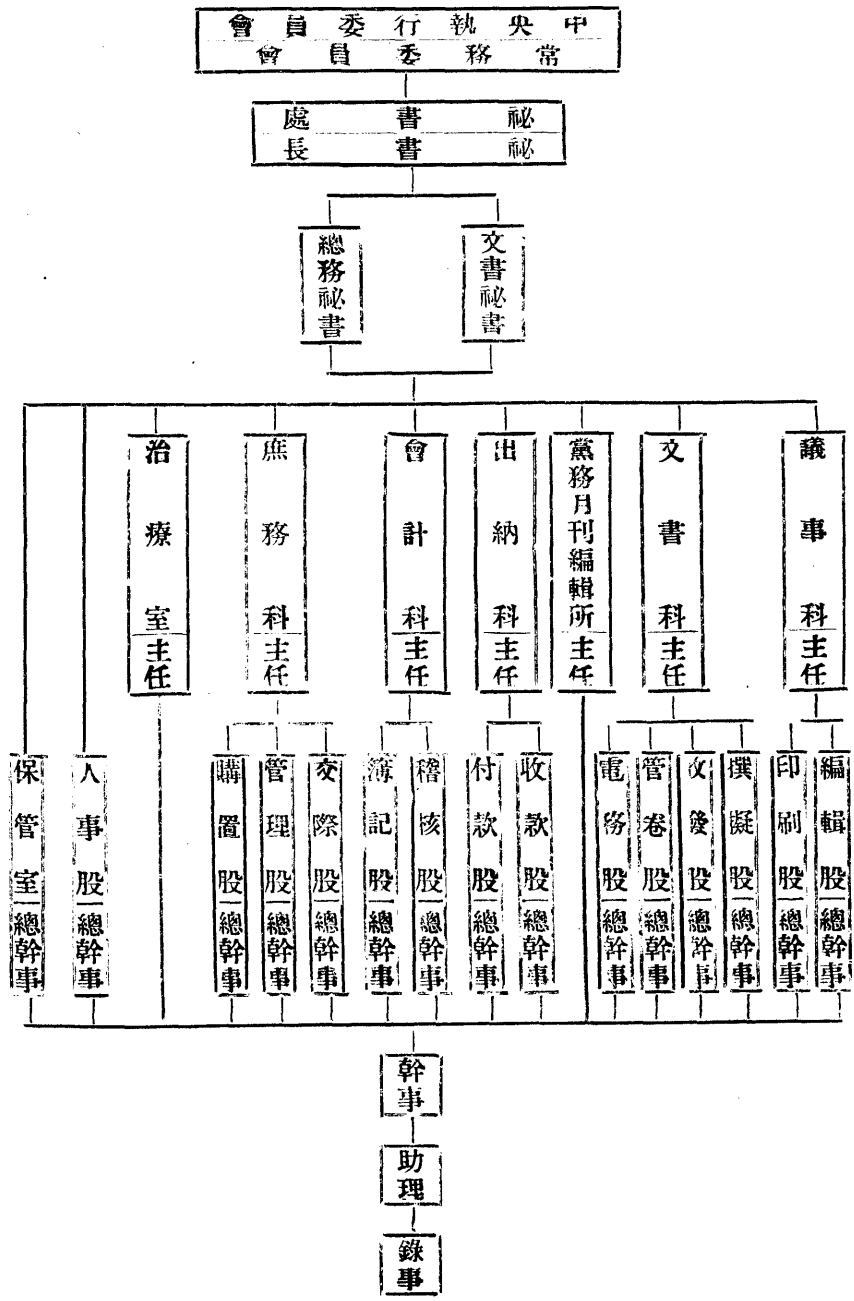 中央執行委員會
常務委員會
祕書處
祕書長
文書祕書
總務祕書
議事科主任
文書科主任
黨務月刊編輯所主任
出納科主任
會計科主任
庶務科主任
治療室主任
編輯股總幹事
印刷股總幹事
撰擬股總幹事
收發股總幹事
管卷股總幹事
電務股總幹事
收款股總幹事
付款股總幹事
稽核股總幹事
簿記股總幹事
交際股總幹事
管理股總幹事
購置股總幹事
人事股總幹事
保管室總幹事
幹事
助理
錄事